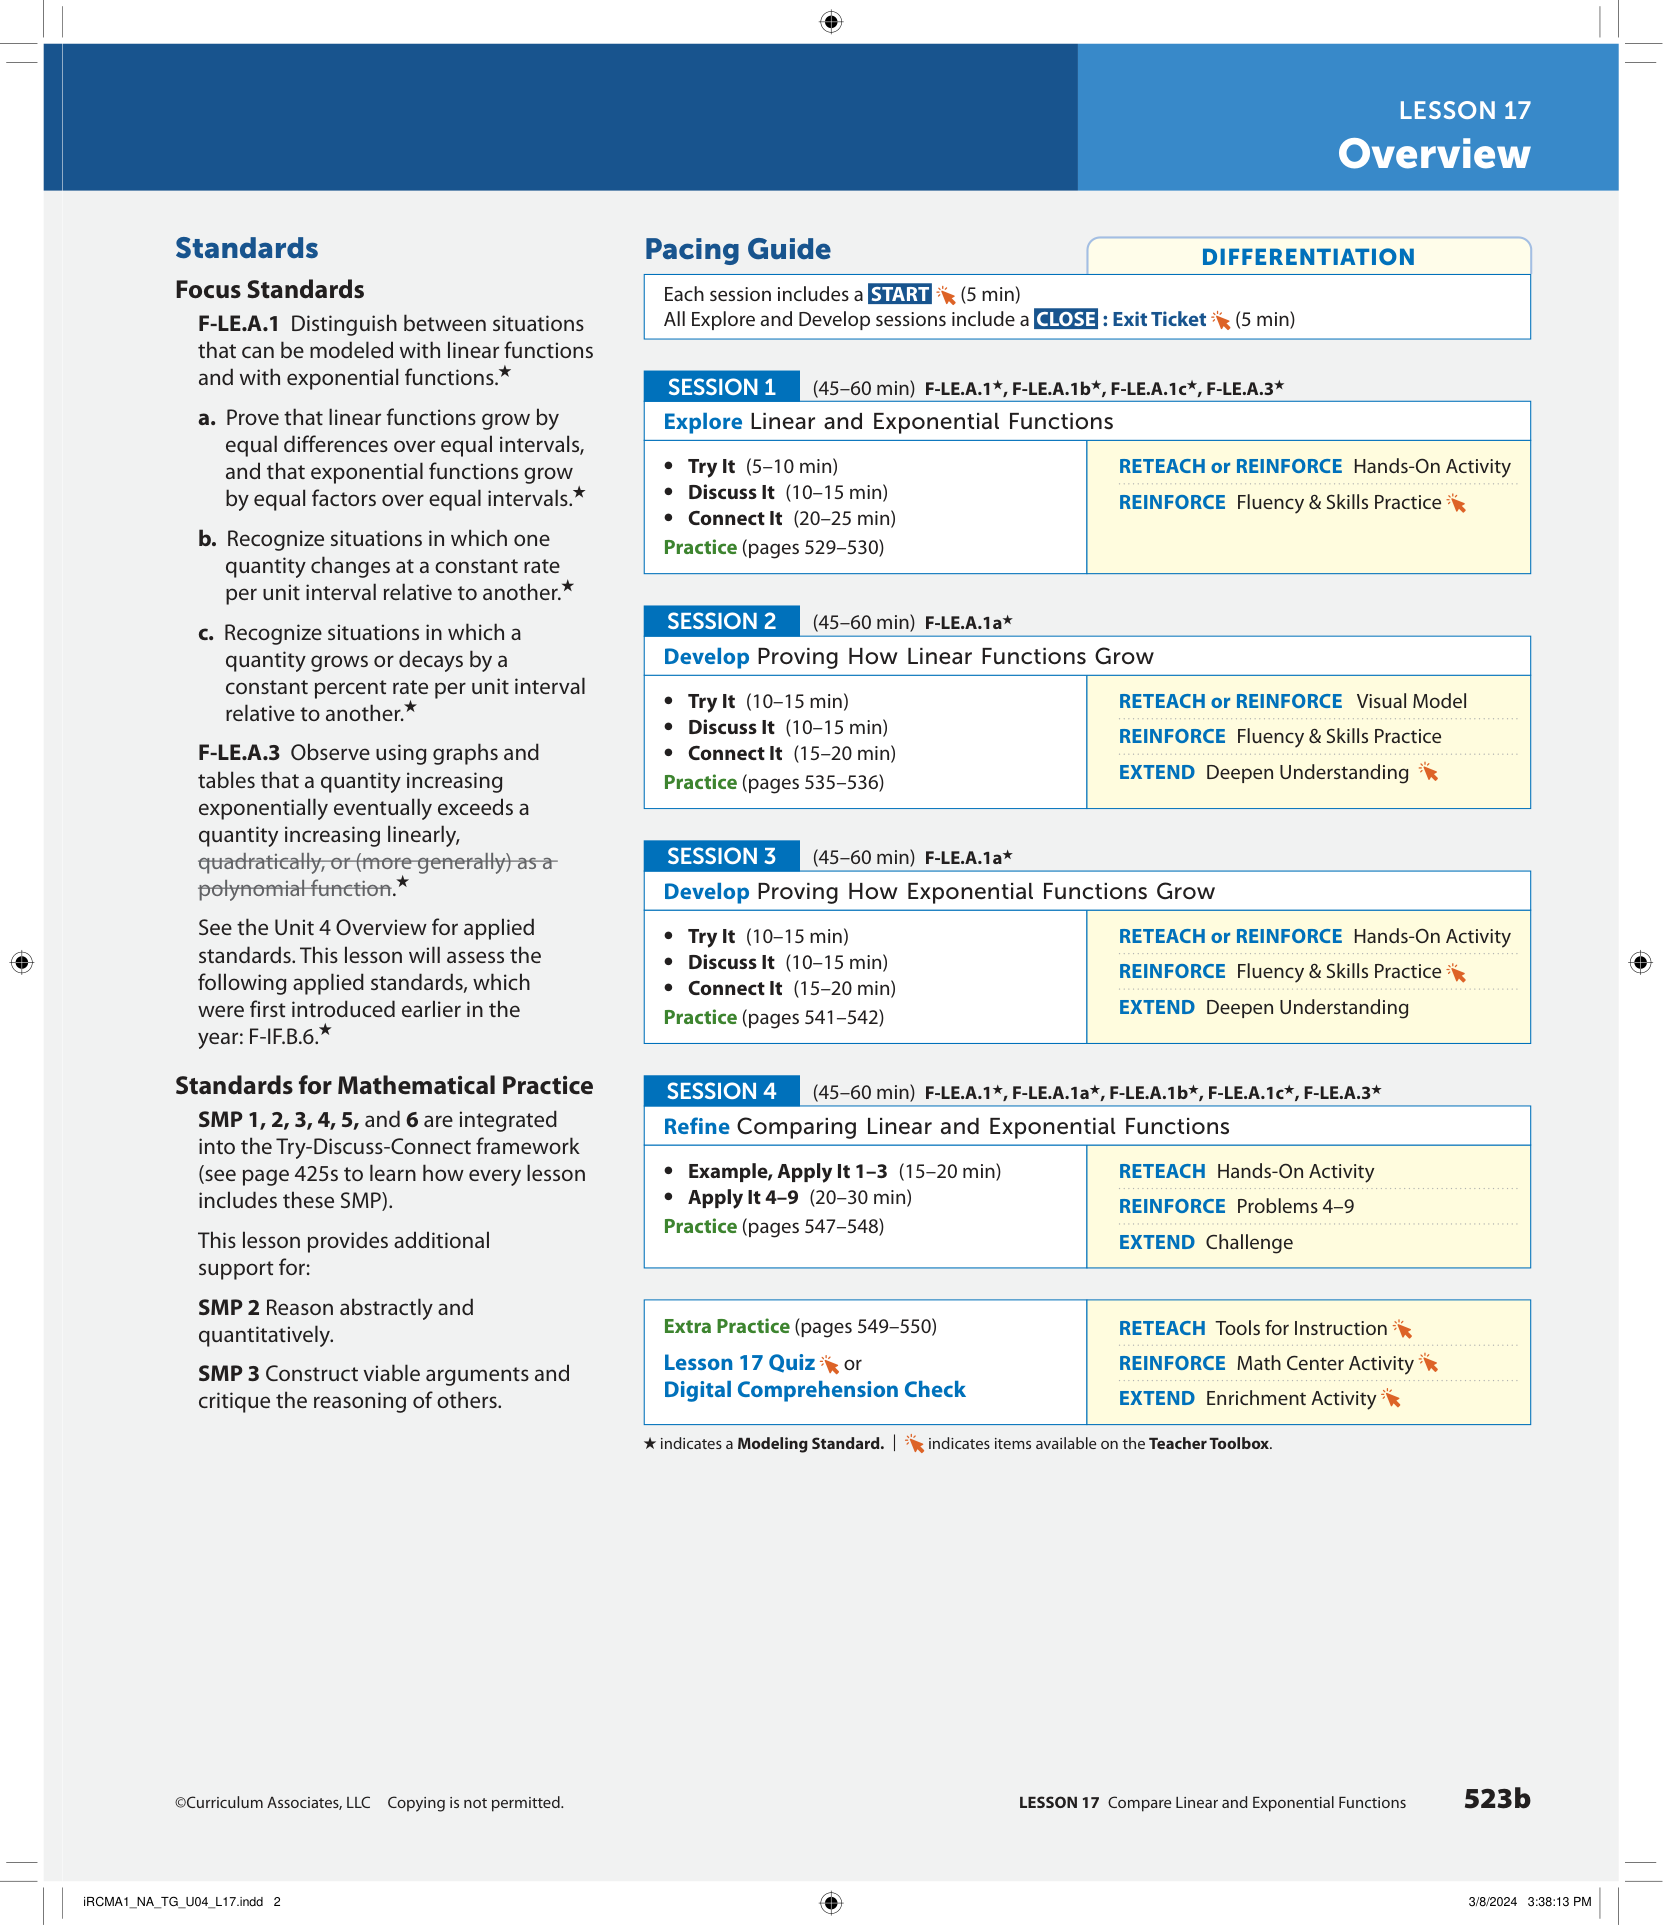 LESSON 17
Overview
Standards
Focus Standards
F-LE.A.1 Distinguish between situations
that can be modeled with linear functions
and with exponential functions.★
a. Prove that linear functions grow by
equal differences over equal intervals,
and that exponential functions grow
by equal factors over equal intervals.★
b. Recognize situations in which one
quantity changes at a constant rate
per unit interval relative to another.★
c. Recognize situations in which a
quantity grows or decays by a
constant percent rate per unit interval
relative to another.★
F-LE.A.3 Observe using graphs and
tables that a quantity increasing
exponentially eventually exceeds a
quantity increasing linearly,
quadratically, or (more generally) as a
polynomial function.★
See the Unit 4 Overview for applied
standards. This lesson will assess the
following applied standards, which
were first introduced earlier in the
year: F-IF.B.6.★
Standards for Mathematical Practice
SMP 1, 2, 3, 4, 5, and 6 are integrated
into the Try-Discuss-Connect framework
(see page 425s to learn how every lesson
includes these SMP).
This lesson provides additional
support for:
SMP 2 Reason abstractly and
quantitatively.
SMP 3 Construct viable arguments and
critique the reasoning of others.
Pacing Guide
DIFFERENTIATION
Each session includes a START (5 min)
All Explore and Develop sessions include a CLOSE : Exit Ticket (5 min)
SESSION 1 (45–60 min) F-LE.A.1★, F-LE.A.1b★, F-LE.A.1c★, F-LE.A.3★
Explore Linear and Exponential Functions
• Try It (5–10 min)
• Discuss It (10–15 min)
• Connect It (20–25 min)
Practice (pages 529–530)
RETEACH or REINFORCE Hands-On Activity
REINFORCE Fluency & Skills Practice
SESSION 2 (45–60 min) F-LE.A.1a★
Develop Proving How Linear Functions Grow
• Try It (10–15 min)
• Discuss It (10–15 min)
• Connect It (15–20 min)
Practice (pages 535–536)
RETEACH or REINFORCE Visual Model
REINFORCE Fluency & Skills Practice
EXTEND Deepen Understanding
SESSION 3 (45–60 min) F-LE.A.1a★
Develop Proving How Exponential Functions Grow
• Try It (10–15 min)
• Discuss It (10–15 min)
• Connect It (15–20 min)
Practice (pages 541–542)
RETEACH or REINFORCE Hands-On Activity
REINFORCE Fluency & Skills Practice
EXTEND Deepen Understanding
SESSION 4 (45–60 min) F-LE.A.1★, F-LE.A.1a★, F-LE.A.1b★, F-LE.A.1c★, F-LE.A.3★
Refine Comparing Linear and Exponential Functions
• Example, Apply It 1–3 (15–20 min)
• Apply It 4–9 (20–30 min)
Practice (pages 547–548)
RETEACH Hands-On Activity
REINFORCE Problems 4–9
EXTEND Challenge
Extra Practice (pages 549–550)
Lesson 17 Quiz or
Digital Comprehension Check
RETEACH Tools for Instruction
REINFORCE Math Center Activity
EXTEND Enrichment Activity
★ indicates a Modeling Standard. | indicates items available on the Teacher Toolbox.
©Curriculum Associates, LLC Copying is not permitted.
LESSON 17 Compare Linear and Exponential Functions 523b
iRCMA1_NA_TG_U04_L17.indd 2
3/8/2024 3:38:13 PM